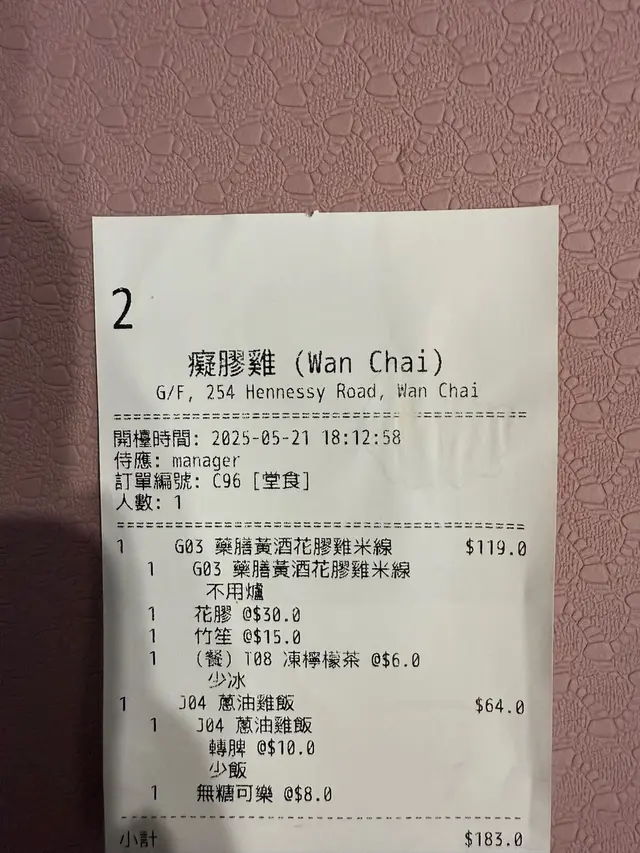 2
癡膠雞 (Wan Chai)
G/F, 254 Hennessy Road, Wan Chai
開檯時間: 2025-05-21 18:12:58
侍應: manager
訂單編號: C96 [堂食]
人數: 1
1 G03 藥膳黃酒花膠雞米線 $119.0
1 G03 藥膳黃酒花膠雞米線
不用爐
1 花膠 @$30.0
1 竹笙 @$15.0
1 (餐) T08 凍檸檬茶 @$6.0
少冰
1 J04 蔥油雞飯 $64.0
1 J04 蔥油雞飯
轉脾 @$10.0
少飯
1 無糖可樂 @$8.0
小計 $183.0